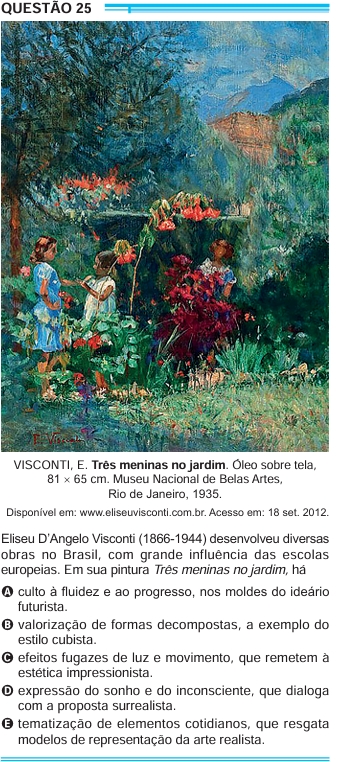 QUESTÃO 25
E. Visconti
VISCONTI, E. Três meninas no jardim. Óleo sobre tela,
81 × 65 cm. Museu Nacional de Belas Artes,
Rio de Janeiro, 1935.
Disponível em: www.eliseuvisconti.com.br. Acesso em: 18 set. 2012.
Eliseu D'Angelo Visconti (1866-1944) desenvolveu diversas
obras no Brasil, com grande influência das escolas
europeias. Em sua pintura Três meninas no jardim, há
A culto à fluidez e ao progresso, nos moldes do ideário
futurista.
B valorização de formas decompostas, a exemplo do
estilo cubista.
C efeitos fugazes de luz e movimento, que remetem à
estética impressionista.
D expressão do sonho e do inconsciente, que dialoga
com a proposta surrealista.
E tematização de elementos cotidianos, que resgata
modelos de representação da arte realista.